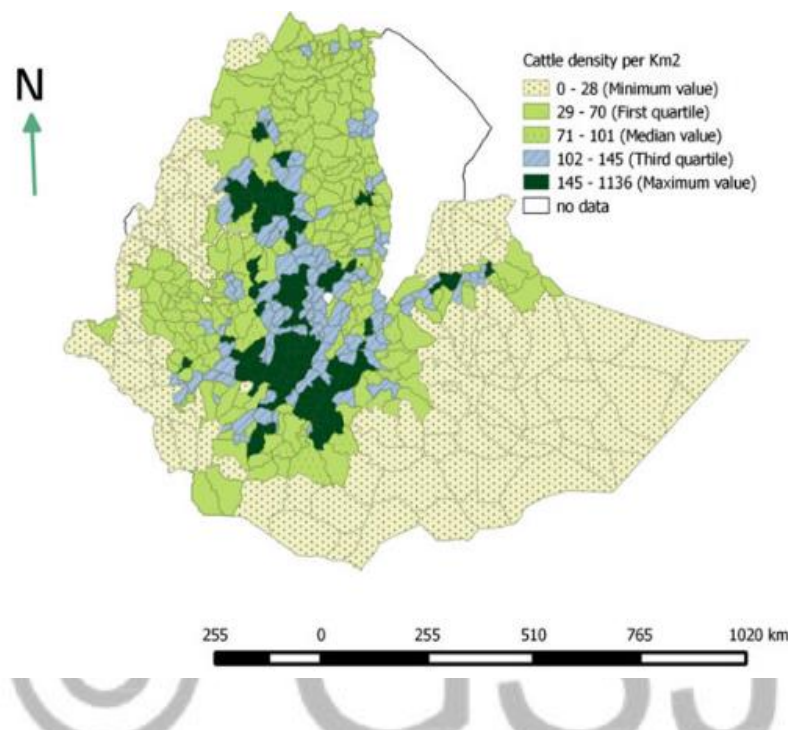 N
Cattle density per Km2
0 - 28 (Minimum value)
29 - 70 (First quartile)
71 - 101 (Median value)
102 - 145 (Third quartile)
145 - 1136 (Maximum value)
no data
255 0 255 510 765 1020 km
© GSJ